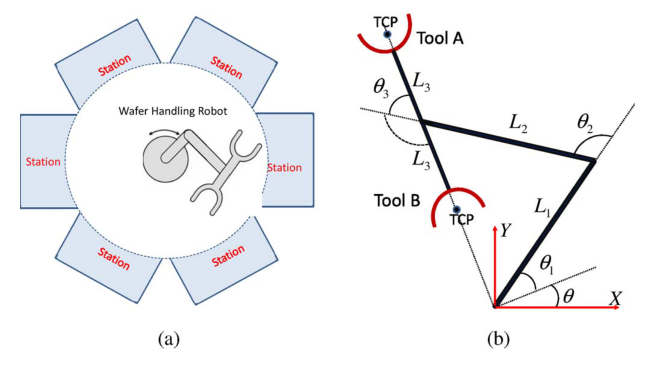 Station
Station
Wafer Handling Robot
Station
Station
Station
Station
(a)
TCP
Tool A
θ₃
L₃
L₂
θ₂
L₃
Tool B
TCP
L₁
Y
θ₁
θ
X
(b)